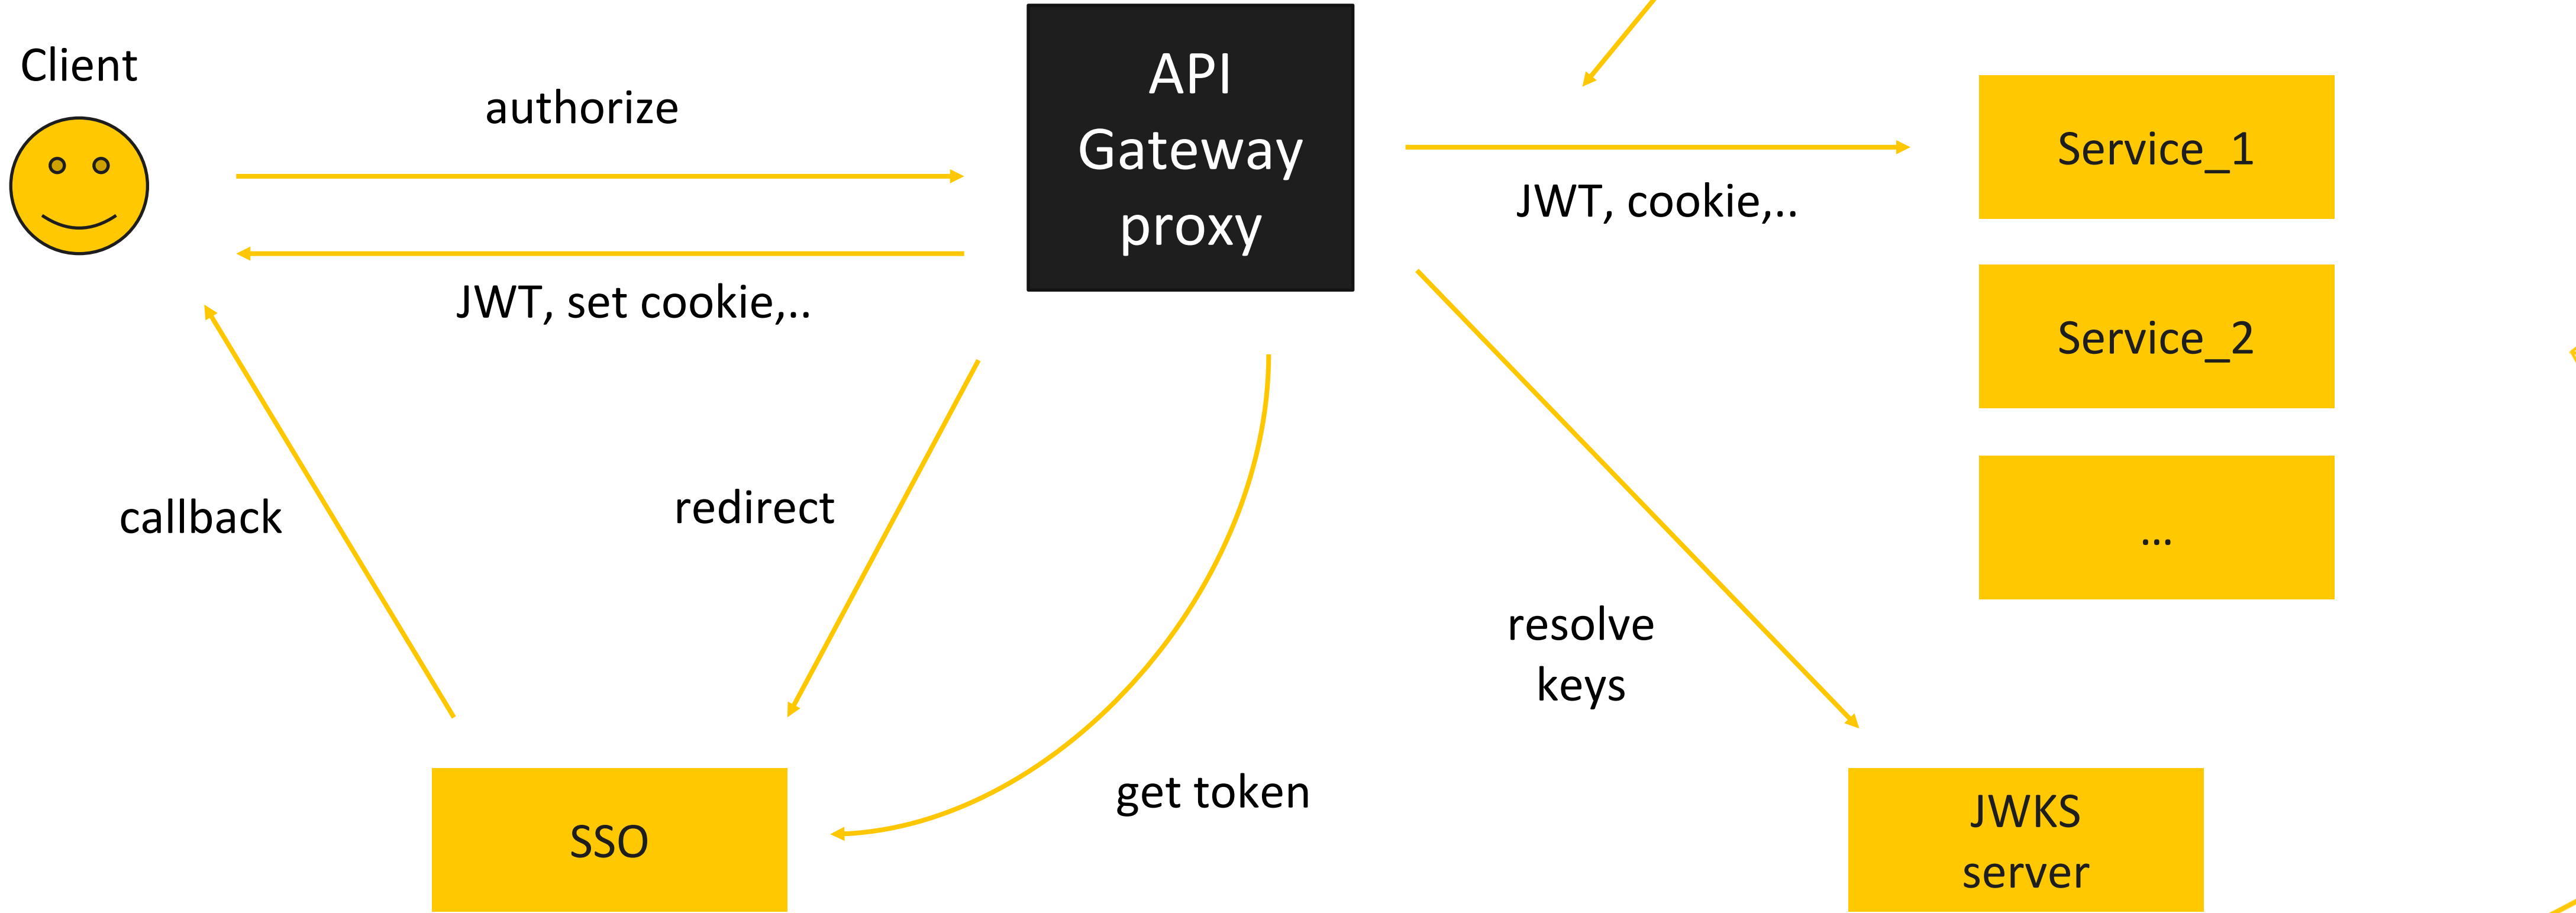 Client
authorize
API
Gateway
proxy
JWT, set cookie,..
JWT, cookie,..
Service_1
Service_2
...
callback
redirect
get token
resolve
keys
SSO
JWKS
server